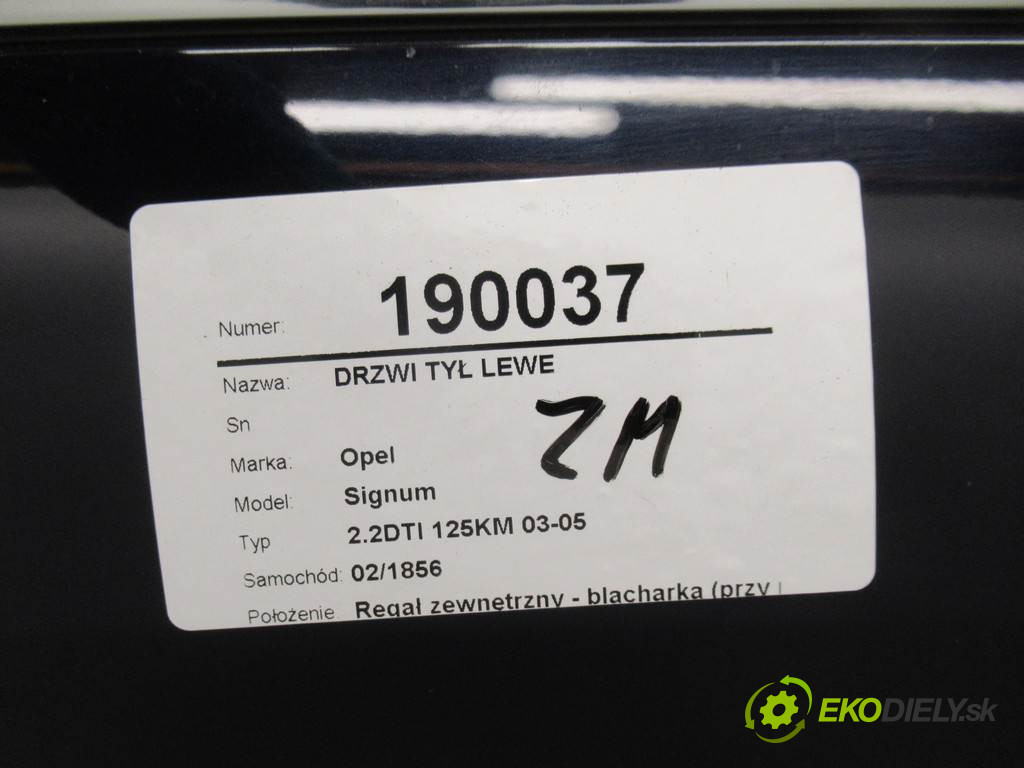 Numer: 190037
Nazwa: DRZWI TYŁ LEWE
Sn
ZM
Marka: Opel
Model: Signum
Typ 2.2DTI 125KM 03-05
Samochód: 02/1856
Położenie Regał zewnętrzny - blacharka (przy
EKODIELY.sk